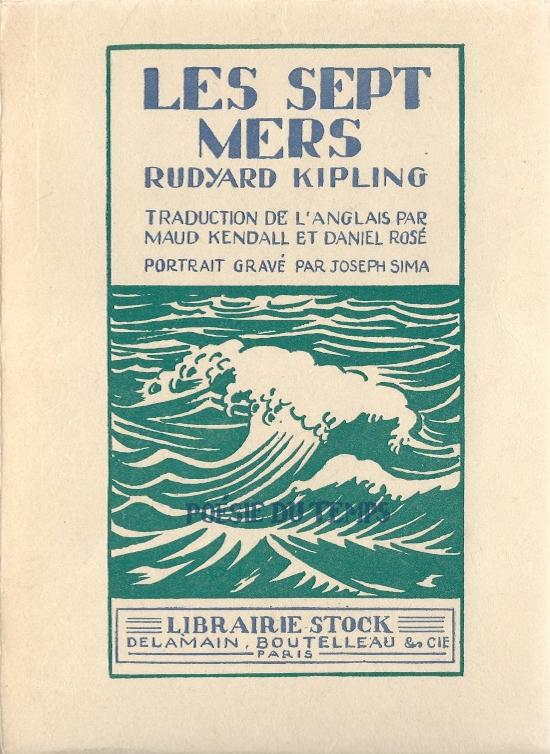 LES SEPT
MERS
RUDYARD KIPLING
TRADUCTION DE L'ANGLAIS PAR
MAUD KENDALL ET DANIEL ROSÉ
PORTRAIT GRAVÉ PAR JOSEPH SIMA
POÉSIE DU TEMPS
LIBRAIRIE STOCK
DELAMAIN, BOUTELLEAU & CIE
PARIS